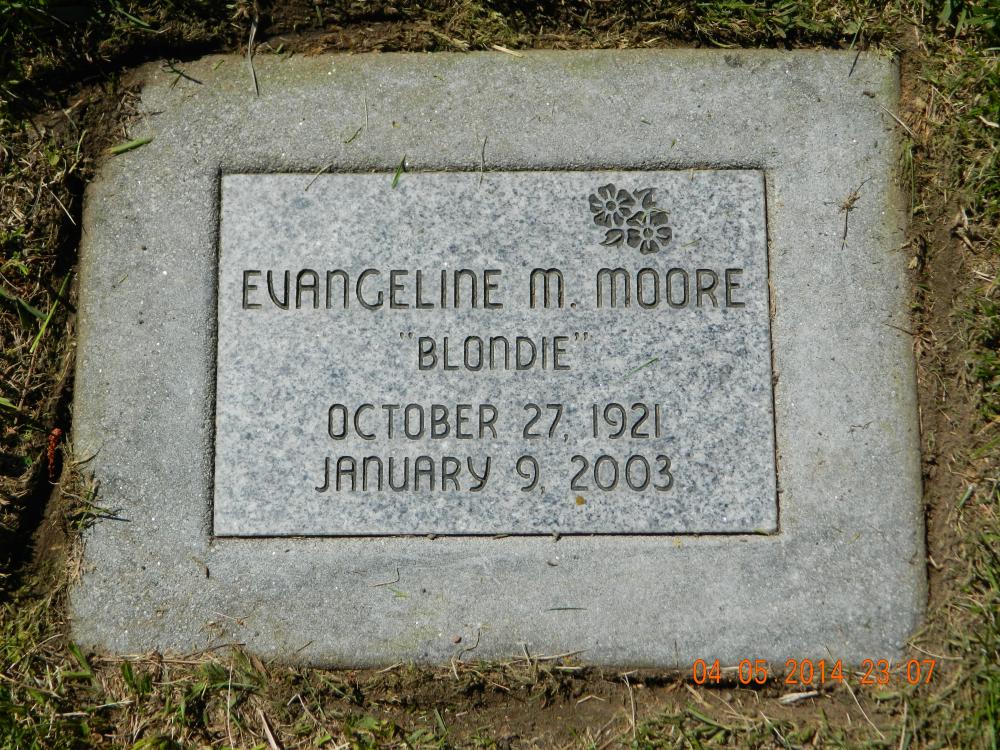 EVANGELINE M. MOORE
"BLONDIE"
OCTOBER 27, 1921
JANUARY 9, 2003
04 05 2014 23 07